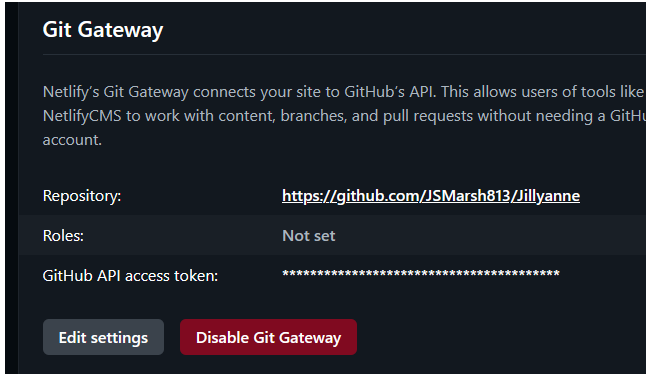 Git Gateway
Netlify's Git Gateway connects your site to GitHub's API. This allows users of tools like
NetlifyCMS to work with content, branches, and pull requests without needing a GitHu
account.
Repository: https://github.com/JSMarsh813/Jillyanne
Roles: Not set
GitHub API access token: ****************************************
Edit settings Disable Git Gateway